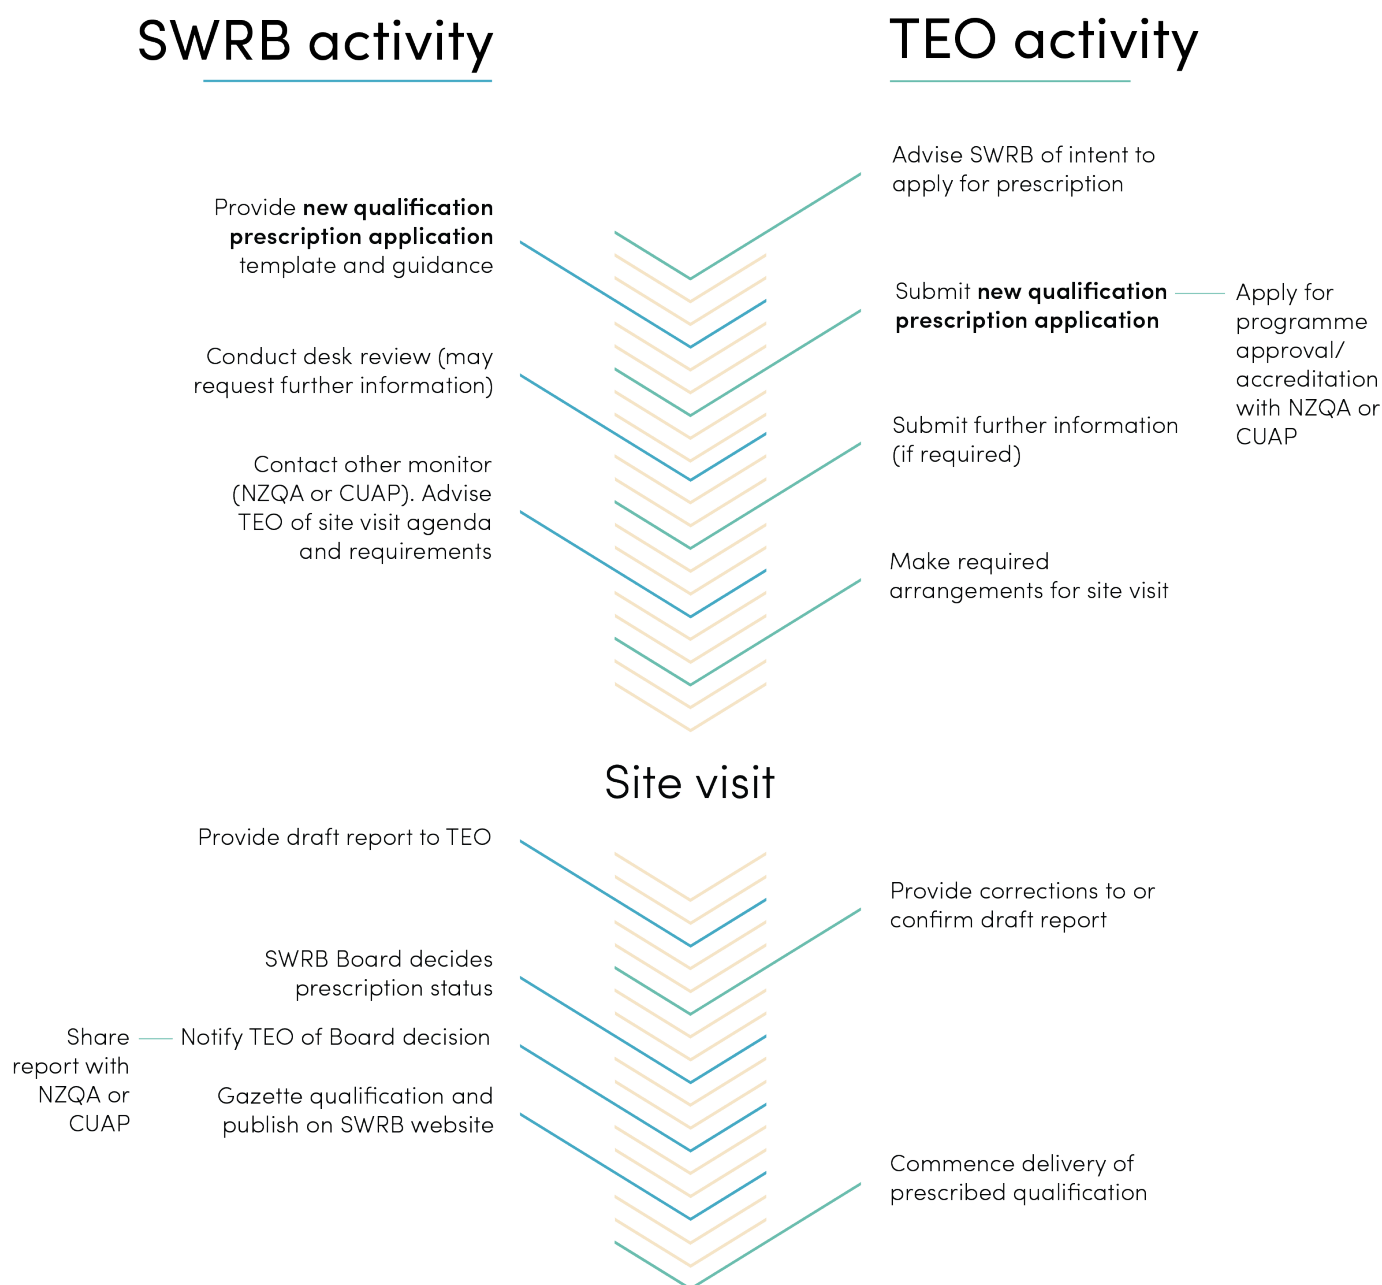 SWRB activity
TEO activity
Advise SWRB of intent to
apply for prescription
Provide new qualification
prescription application
template and guidance
Submit new qualification
prescription application
Apply for
programme
approval/
accreditation
with NZQA or
CUAP
Conduct desk review (may
request further information)
Submit further information
(if required)
Contact other monitor
(NZQA or CUAP). Advise
TEO of site visit agenda
and requirements
Make required
arrangements for site visit
Site visit
Provide draft report to TEO
Provide corrections to or
confirm draft report
SWRB Board decides
prescription status
Notify TEO of Board decision
Share
report with
NZQA or
CUAP
Gazette qualification and
publish on SWRB website
Commence delivery of
prescribed qualification